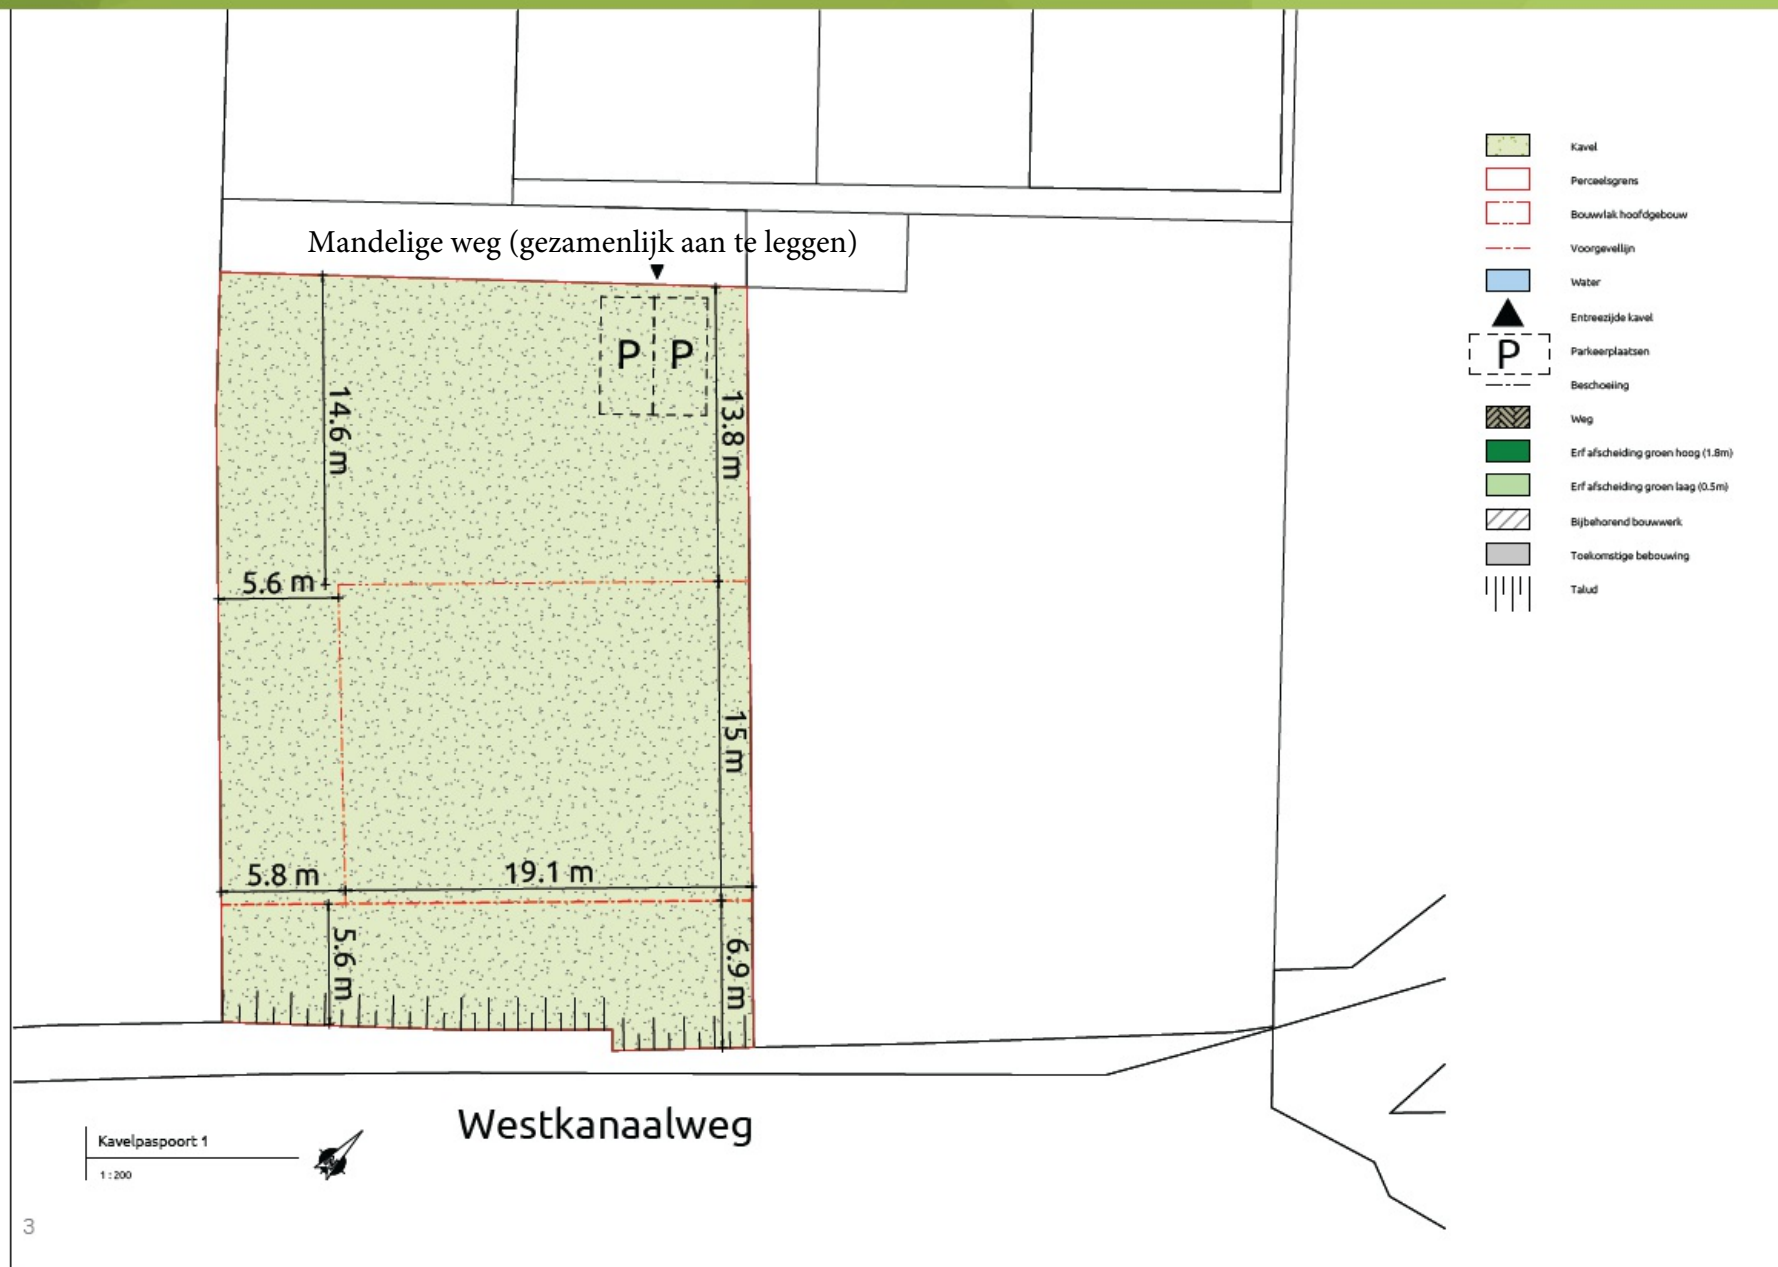 Mandelige weg (gezamenlijk aan te leggen)
P P
14.6 m
13.8 m
5.6 m
15 m
5.8 m
19.1 m
5.6 m
6.9 m
Westkanaalweg
Kavelpaspoort 1
1 : 200
3
Kavel
Perceelsgrens
Bouwvlak hoofdgebouw
Voorgevellijn
Water
Entreezijde kavel
P Parkeerplaatsen
Beschoeiing
Weg
Erf afscheiding groen hoog (1.8m)
Erf afscheiding groen laag (0.5m)
Bijbehorend bouwwerk
Toekomstige bebouwing
Talud